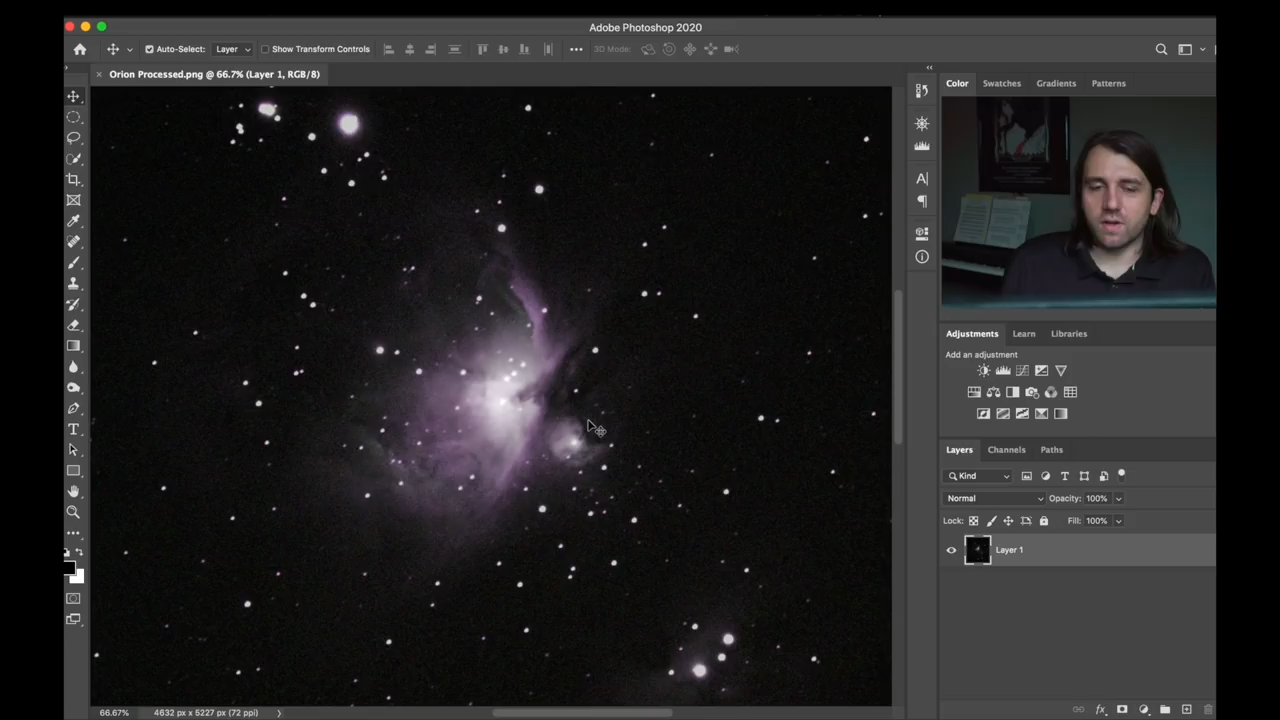 Adobe Photoshop 2020
Auto-Select: Layer Show Transform Controls 3D Mode:
Orion Processed.png @ 66.7% (Layer 1, RGB/8)
Color Swatches Gradients Patterns
Adjustments Learn Libraries
Add an adjustment
Layers Channels Paths
Kind
Normal Opacity: 100%
Lock: Fill: 100%
Layer 1
66.67% 4632 px x 5227 px (72 ppi)